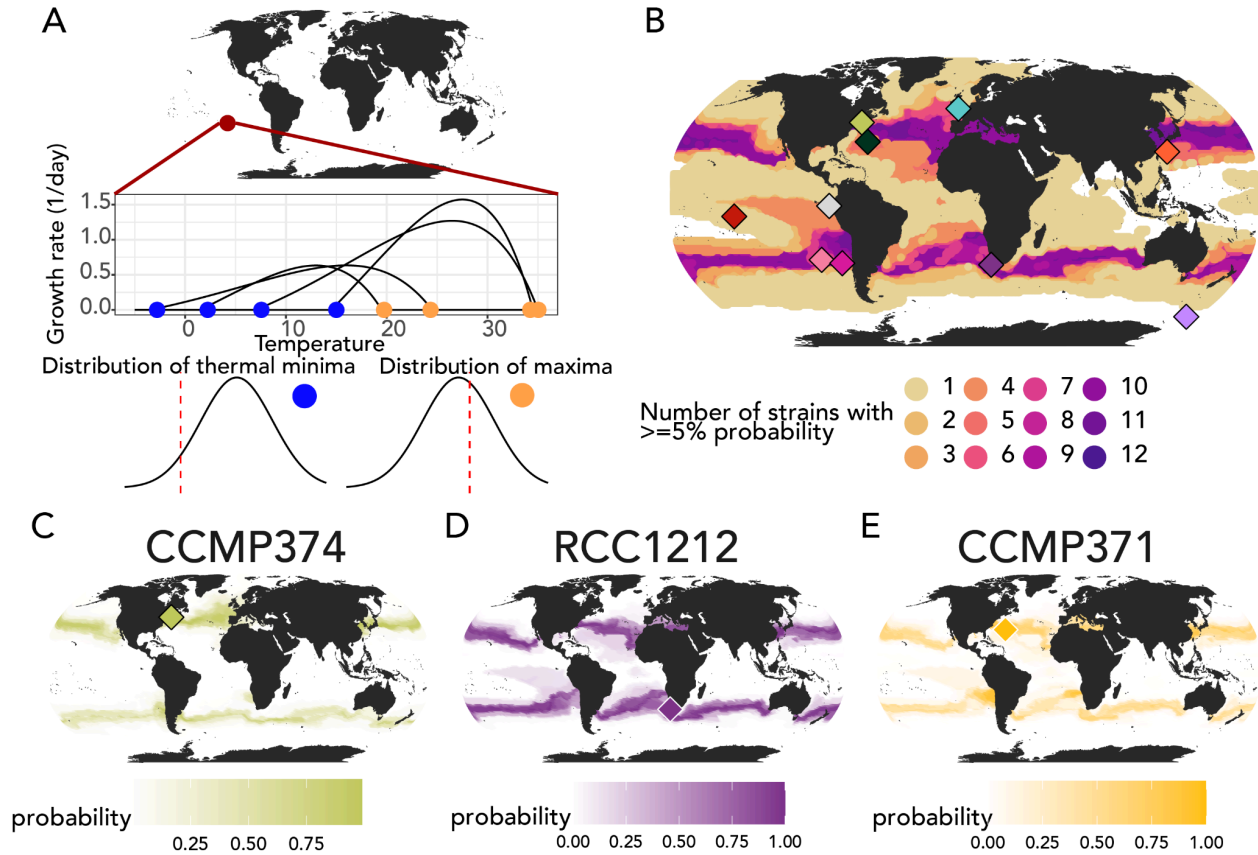 A
B
Growth rate (1/day)
1.5
1.0
0.5
0.0
0 10 20 30
Temperature
Distribution of thermal minima
Distribution of maxima
Number of strains with
>=5% probability
1 4 7 10
2 5 8 11
3 6 9 12
C
CCMP374
probability
0.25 0.50 0.75
D
RCC1212
probability
0.00 0.25 0.50 0.75 1.00
E
CCMP371
probability
0.00 0.25 0.50 0.75 1.00